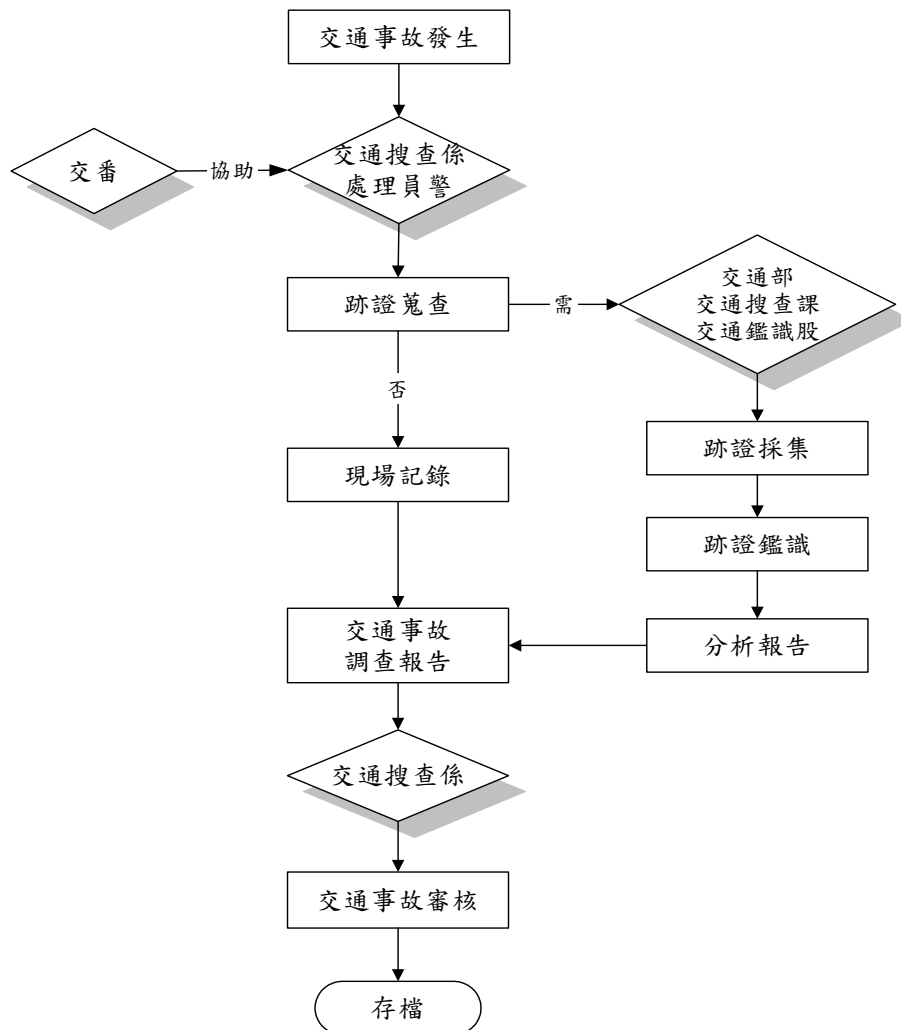 交通事故發生
交番
協助
交通搜查係
處理員警
跡證蒐查
需
交通部
交通搜查課
交通鑑識股
否
跡證採集
現場記錄
跡證鑑識
交通事故
調查報告
分析報告
交通搜查係
交通事故審核
存檔